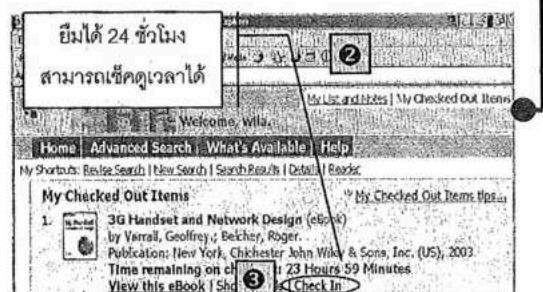 ยืมได้ 24 ชั่วโมง
สามารถเช็คดูเวลาได้
2
My List and Notes | My Checked Out Items
Welcome, wila.
Home Advanced Search What's Available Help
My Shortcuts: Revise Search | New Search | Search Results | Details | Reader
My Checked Out Items
My Checked Out Items tips...
1.
3G Handset and Network Design (eBook)
by Varrall, Geoffrey.; Belcher, Roger.
Publication: New York, Chichester John Wiley & Sons, Inc. (US), 2003.
Time remaining on 23 Hours 59 Minutes
View this eBook | 3 Check In